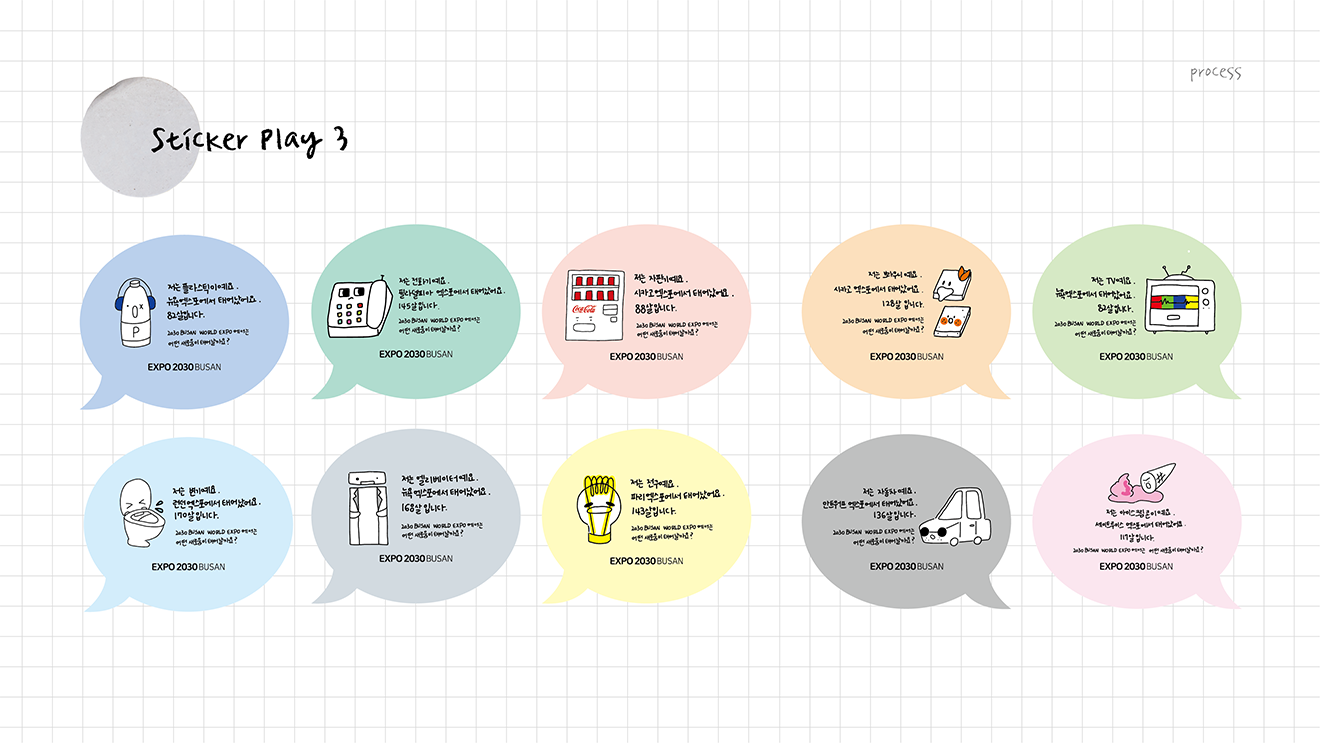 process
Sticker Play 3
저는 플라스틱이예요.
뉴욕엑스포에서 태어났어요.
82살입니다.
2030 BUSAN WORLD EXPO 에서는
어떤 새로움이 태어날까요?
EXPO 2030 BUSAN
P
저는 전화기예요.
필라델피아 엑스포에서 태어났어요.
145살입니다.
2030 BUSAN WORLD EXPO 에서는
어떤 새로움이 태어날까요?
EXPO 2030 BUSAN
저는 자판기예요.
시카고엑스포에서 태어났어요.
88살입니다.
2030 BUSAN WORLD EXPO 에서는
어떤 새로움이 태어날까요?
EXPO 2030 BUSAN
Coca-Cola
저는
시카고 엑스포에서 태어났어요.
128살 입니다.
2030 BUSAN WORLD EXPO 에서는
어떤 새로움이 태어날까요?
EXPO 2030 BUSAN
저는 TV예요.
뉴욕엑스포에서 태어났어요.
82살입니다.
2030 BUSAN WORLD EXPO 에서는
어떤 새로움이 태어날까요?
EXPO 2030 BUSAN
저는 변기예요.
런던엑스포에서 태어났어요.
170살입니다.
2030 BUSAN WORLD EXPO 에서는
어떤 새로움이 태어날까요?
EXPO 2030 BUSAN
저는 엘리베이터예요.
뉴욕 엑스포에서 태어났어요.
168살 입니다.
2030 BUSAN WORLD EXPO 에서는
어떤 새로움이 태어날까요?
EXPO 2030 BUSAN
저는 전구예요.
파리엑스포에서 태어났어요.
143살입니다.
2030 BUSAN WORLD EXPO 에서는
어떤 새로움이 태어날까요?
EXPO 2030 BUSAN
저는 자동차예요.
안트우르펜 엑스포에서 태어났어요.
136살입니다.
2030 BUSAN WORLD EXPO 에서는
어떤 새로움이 태어날까요?
EXPO 2030 BUSAN
저는 아이스크림콘이예요.
세인트루이스 엑스포에서 태어났어요.
117살입니다.
2030 BUSAN WORLD EXPO 에서는 어떤 새로움이 태어날까요?
EXPO 2030 BUSAN